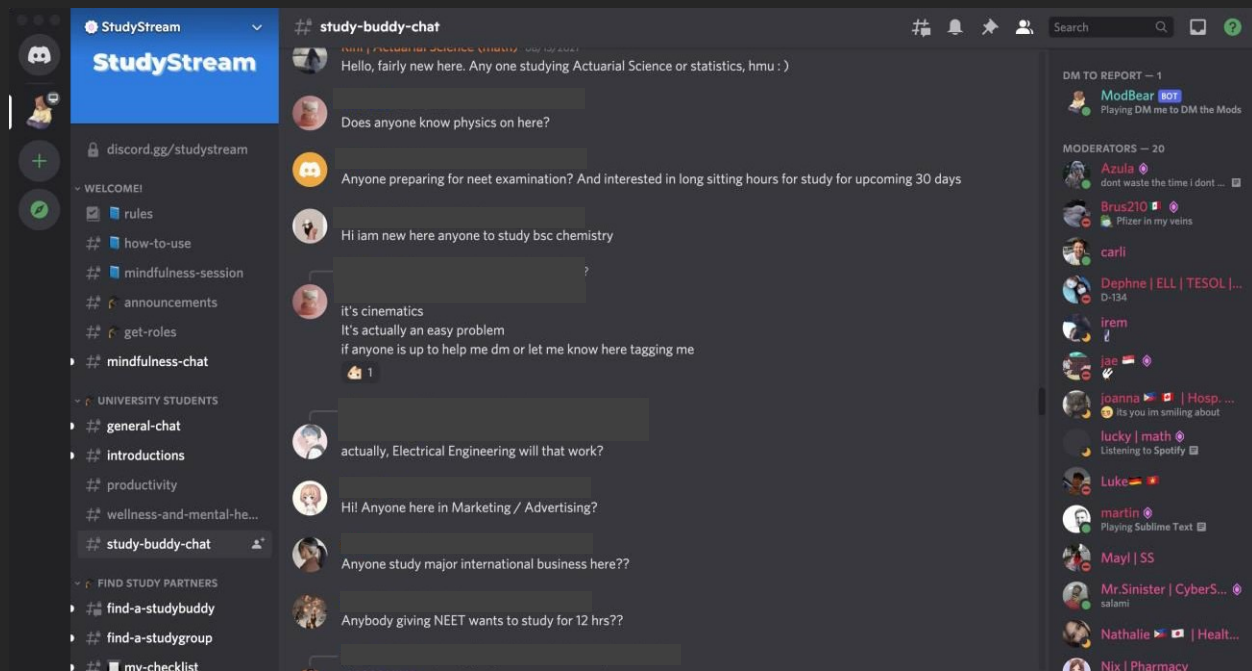 StudyStream
StudyStream
discord.gg/studystream
WELCOME!
rules
how-to-use
mindfulness-session
announcements
get-roles
mindfulness-chat
UNIVERSITY STUDENTS
general-chat
introductions
productivity
wellness-and-mental-he...
study-buddy-chat
FIND STUDY PARTNERS
find-a-studybuddy
find-a-studygroup
my-checklist
study-buddy-chat
Search
Kini | Actuarial Science (math)
Hello, fairly new here. Any one studying Actuarial Science or statistics, hmu : )
Does anyone know physics on here?
Anyone preparing for neet examination? And interested in long sitting hours for study for upcoming 30 days
Hi iam new here anyone to study bsc chemistry
?
it's cinematics
It's actually an easy problem
if anyone is up to help me dm or let me know here tagging me
1
actually, Electrical Engineering will that work?
Hi! Anyone here in Marketing / Advertising?
Anyone study major international business here??
Anybody giving NEET wants to study for 12 hrs??
DM TO REPORT — 1
ModBear BOT
Playing DM me to DM the Mods
MODERATORS — 20
Azula
dont waste the time i dont ...
Brus210
Pfizer in my veins
carli
Dephne | ELL | TESOL |...
D-134
irem
jae
joanna | Hosp. ...
its you im smiling about
lucky | math
Listening to Spotify
Luke
martin
Playing Sublime Text
Mayl | SS
Mr.Sinister | CyberS...
salami
Nathalie | Healt...
Nix | Pharmacy